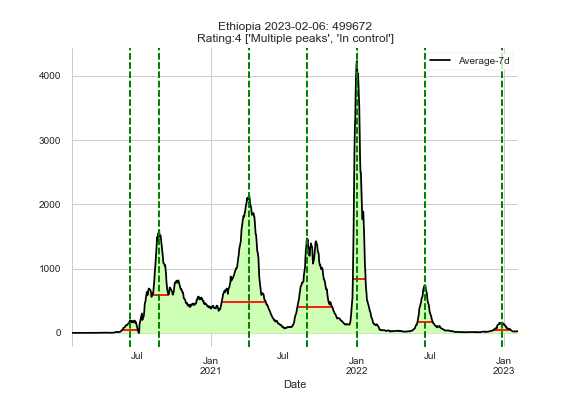 Ethiopia 2023-02-06: 499672
Rating:4 ['Multiple peaks', 'In control']
Average-7d
4000
3000
2000
1000
0
Jul
Jan
2021
Jul
Jan
2022
Jul
Jan
2023
Date